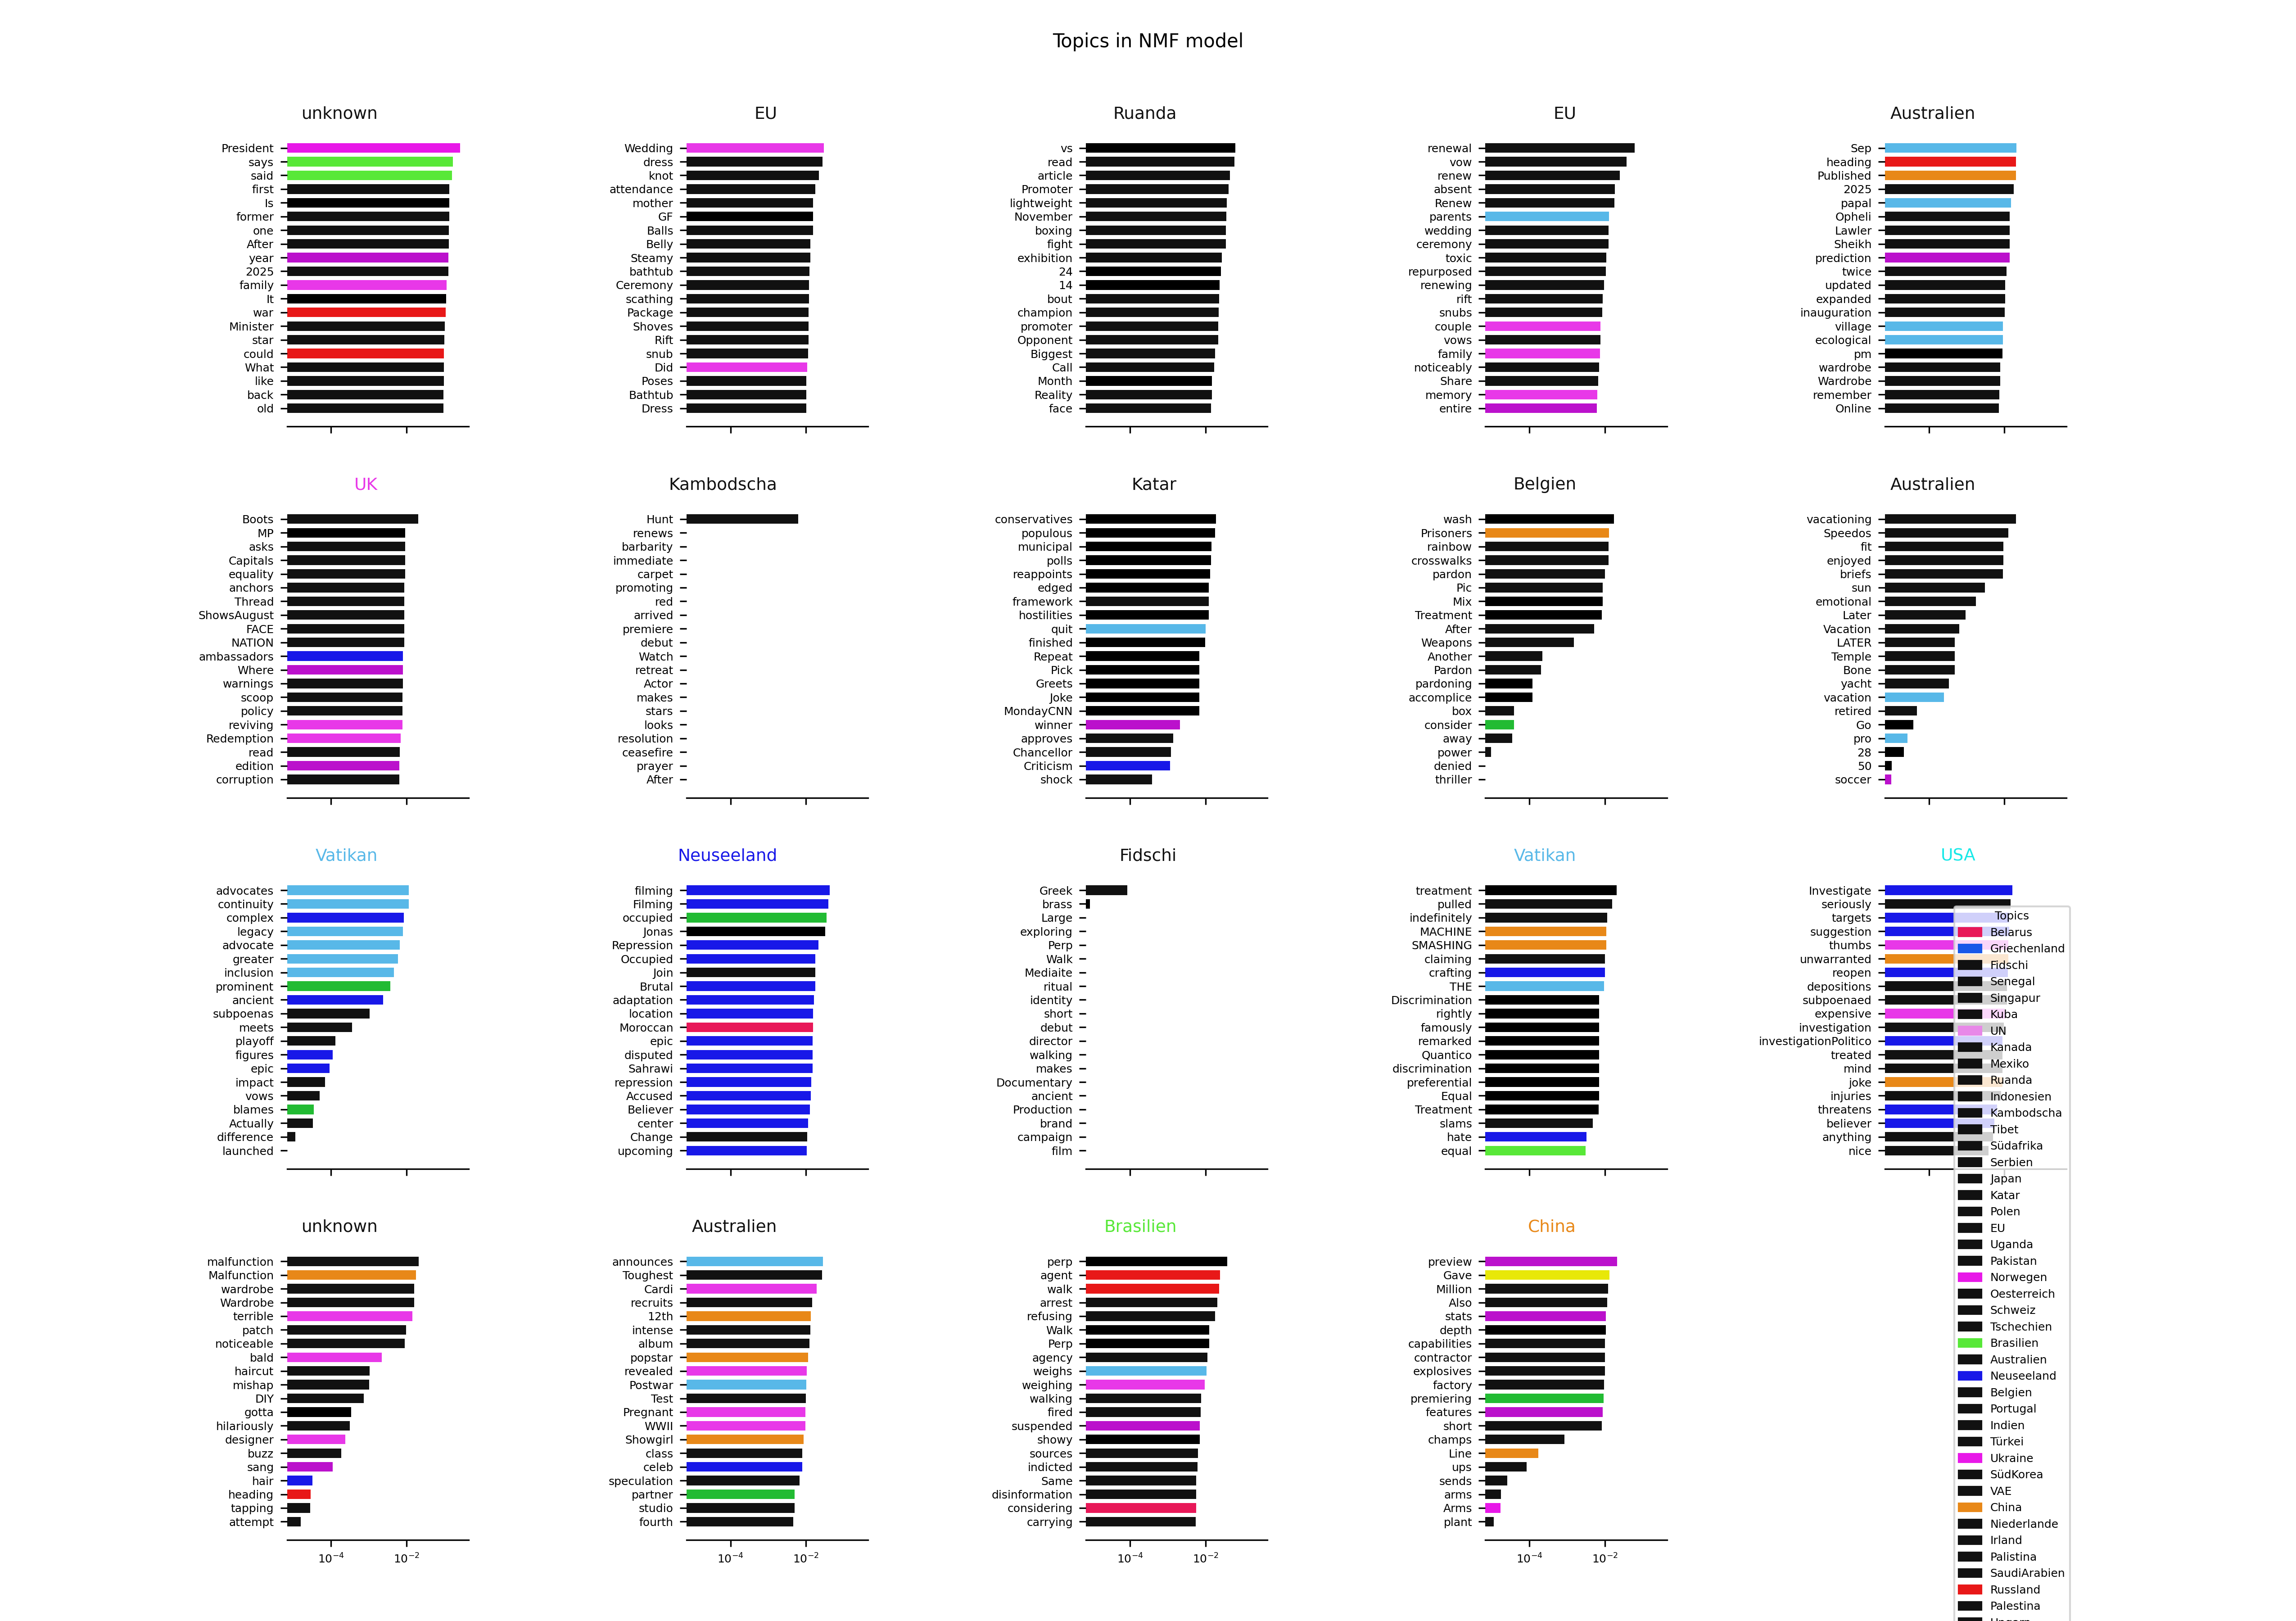 Topics in NMF model
unknown
President
says
said
first
Is
former
one
After
year
2025
family
It
war
Minister
star
could
What
like
back
old
EU
Wedding
dress
knot
attendance
mother
GF
Balls
Belly
Steamy
bathtub
Ceremony
scathing
Package
Shoves
Rift
snub
Did
Poses
Bathtub
Dress
Ruanda
vs
read
article
Promoter
lightweight
November
boxing
fight
exhibition
24
14
bout
champion
promoter
Opponent
Biggest
Call
Month
Reality
face
EU
renewal
vow
renew
absent
Renew
parents
wedding
ceremony
toxic
repurposed
renewing
rift
snubs
couple
vows
family
noticeably
Share
memory
entire
Australien
Sep
heading
Published
2025
papal
Opheli
Lawler
Sheikh
prediction
twice
updated
expanded
inauguration
village
ecological
pm
wardrobe
Wardrobe
remember
Online
UK
Boots
MP
asks
Capitals
equality
anchors
Thread
ShowsAugust
FACE
NATION
ambassadors
Where
warnings
scoop
policy
reviving
Redemption
read
edition
corruption
Kambodscha
Hunt
renews
barbarity
immediate
carpet
promoting
red
arrived
premiere
debut
Watch
retreat
Actor
makes
stars
looks
resolution
ceasefire
prayer
After
Katar
conservatives
populous
municipal
polls
reappoints
edged
framework
hostilities
quit
finished
Repeat
Pick
Greets
Joke
MondayCNN
winner
approves
Chancellor
Criticism
shock
Belgien
wash
Prisoners
rainbow
crosswalks
pardon
Pic
Mix
Treatment
After
Weapons
Another
Pardon
pardoning
accomplice
box
consider
away
power
denied
thriller
Australien
vacationing
Speedos
fit
enjoyed
briefs
sun
emotional
Later
Vacation
LATER
Temple
Bone
yacht
vacation
retired
Go
pro
28
50
soccer
Vatikan
advocates
continuity
complex
legacy
advocate
greater
inclusion
prominent
ancient
subpoenas
meets
playoff
figures
epic
impact
vows
blames
Actually
difference
launched
Neuseeland
filming
Filming
occupied
Jonas
Repression
Occupied
Join
Brutal
adaptation
location
Moroccan
epic
disputed
Sahrawi
repression
Accused
Believer
center
Change
upcoming
Fidschi
Greek
brass
Large
exploring
Perp
Walk
Mediaite
ritual
identity
short
debut
director
walking
makes
Documentary
ancient
Production
brand
campaign
film
Vatikan
treatment
pulled
indefinitely
MACHINE
SMASHING
claiming
crafting
THE
Discrimination
rightly
famously
remarked
Quantico
discrimination
preferential
Equal
Treatment
slams
hate
equal
USA
Investigate
seriously
targets
suggestion
thumbs
unwarranted
reopen
depositions
subpoenaed
expensive
investigation
investigationPolitico
treated
mind
joke
injuries
threatens
believer
anything
nice
unknown
malfunction
Malfunction
wardrobe
Wardrobe
terrible
patch
noticeable
bald
haircut
mishap
DIY
gotta
hilariously
designer
buzz
sang
hair
heading
tapping
attempt
10⁻⁴ 10⁻²
Australien
announces
Toughest
Cardi
recruits
12th
intense
album
popstar
revealed
Postwar
Test
Pregnant
WWII
Showgirl
class
celeb
speculation
partner
studio
fourth
10⁻⁴ 10⁻²
Brasilien
perp
agent
walk
arrest
refusing
Walk
Perp
agency
weighs
weighing
walking
fired
suspended
showy
sources
indicted
Same
disinformation
considering
carrying
10⁻⁴ 10⁻²
China
preview
Gave
Million
Also
stats
depth
capabilities
contractor
explosives
factory
premiering
features
short
champs
Line
ups
sends
arms
Arms
plant
10⁻⁴ 10⁻²
Topics
Belarus
Griechenland
Fidschi
Senegal
Singapur
Kuba
UN
Kanada
Mexiko
Ruanda
Indonesien
Kambodscha
Tibet
Südafrika
Serbien
Japan
Katar
Polen
EU
Uganda
Pakistan
Norwegen
Oesterreich
Schweiz
Tschechien
Brasilien
Australien
Neuseeland
Belgien
Portugal
Indien
Türkei
Ukraine
SüdKorea
VAE
China
Niederlande
Irland
Palistina
SaudiArabien
Russland
Palestina